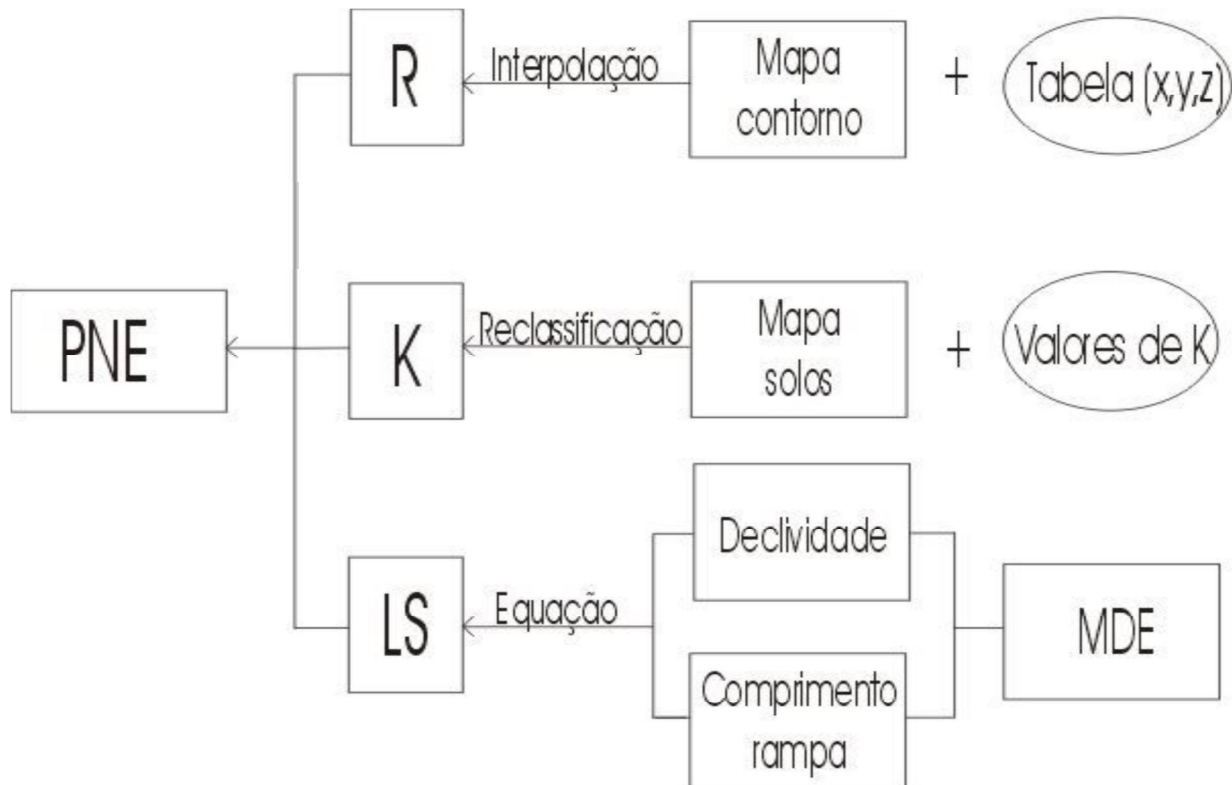 R
Interpolação
Mapa
contorno
+
Tabela (x,y,z)
PNE
K
Reclassificação
Mapa
solos
+
Valores de K
LS
Equação
Declividade
Comprimento
rampa
MDE